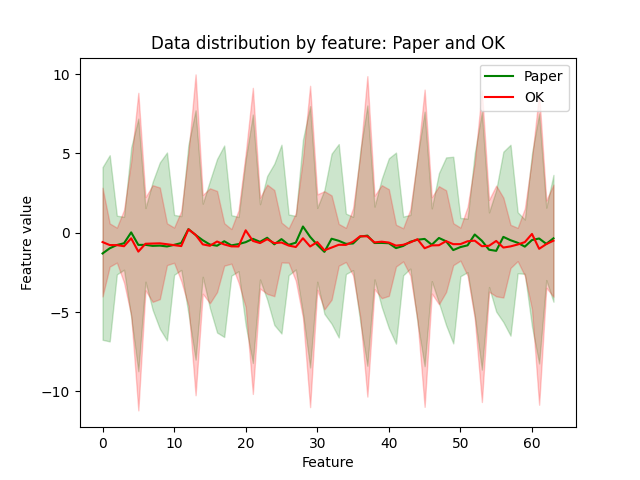 Data distribution by feature: Paper and OK
Paper
OK
Feature value
10
5
0
−5
−10
0
10
20
30
40
50
60
Feature